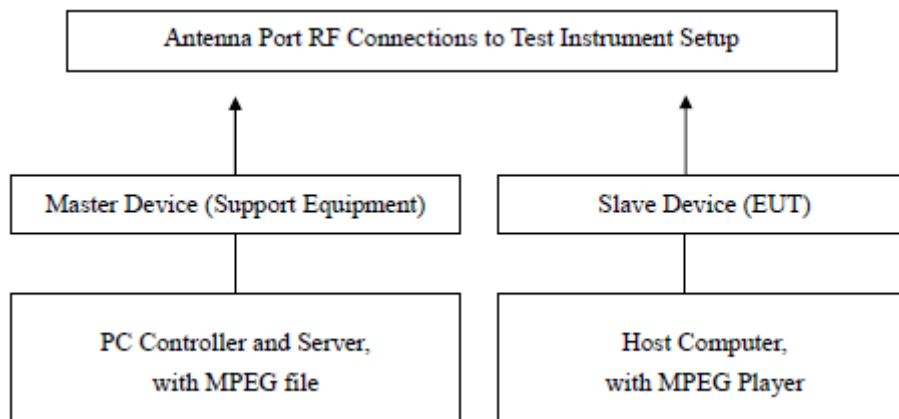 Antenna Port RF Connections to Test Instrument Setup
Master Device (Support Equipment)
Slave Device (EUT)
PC Controller and Server,
with MPEG file
Host Computer,
with MPEG Player